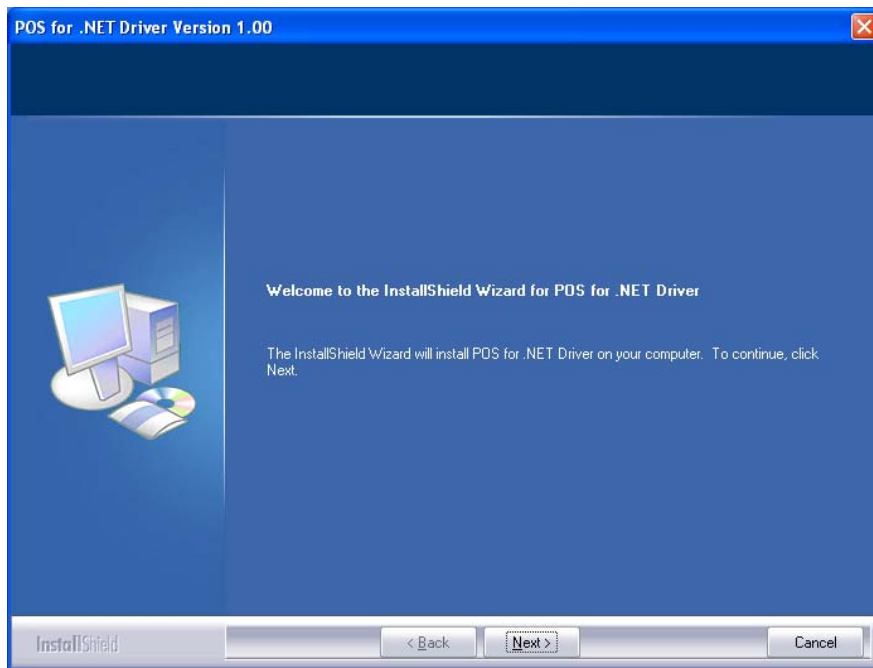 POS for .NET Driver Version 1.00
Welcome to the InstallShield Wizard for POS for .NET Driver
The InstallShield Wizard will install POS for .NET Driver on your computer. To continue, click
Next.
InstallShield
< Back
Next >
Cancel